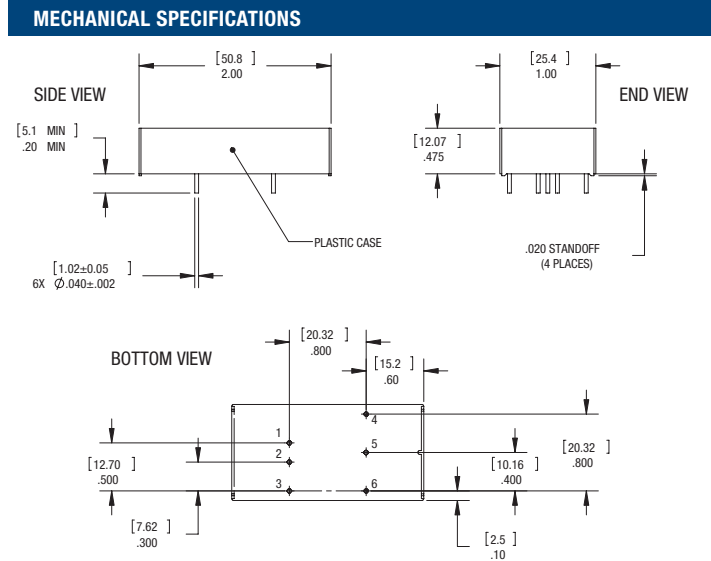 MECHANICAL SPECIFICATIONS
[50.8 ]
2.00
[25.4 ]
1.00
SIDE VIEW
END VIEW
[5.1 MIN ]
.20 MIN
[12.07 ]
.475
PLASTIC CASE
.020 STANDOFF
(4 PLACES)
[1.02±0.05 ]
6X Ø.040±.002
[20.32 ]
.800
BOTTOM VIEW
[15.2 ]
.60
1
2
3
4
5
6
[12.70 ]
.500
[20.32 ]
.800
[10.16 ]
.400
[7.62 ]
.300
[2.5 ]
.10